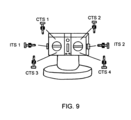 CTS 1
CTS 2
ITS 1
ITS 2
CTS 3
CTS 4
FIG. 9